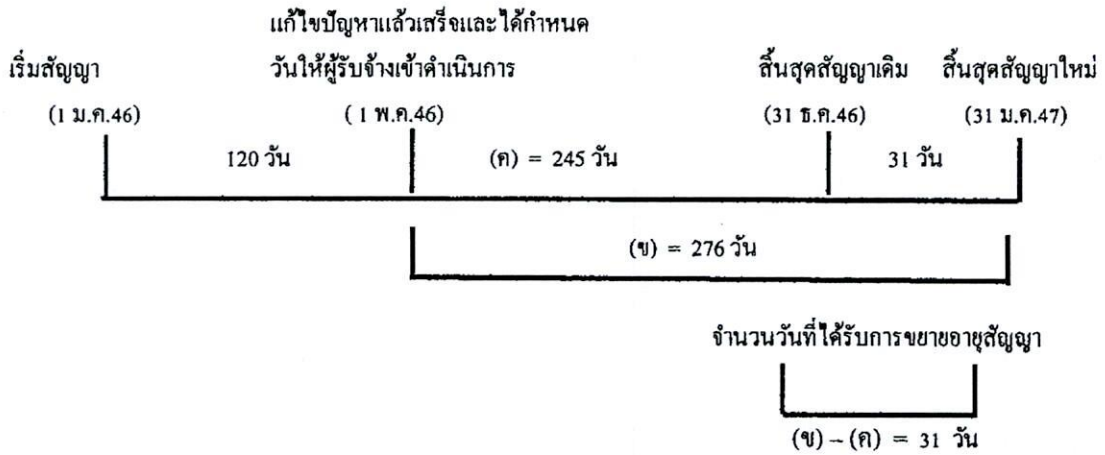 แก้ไขปัญหาแล้วเสร็จและได้กำหนด
เริ่มสัญญา วันให้ผู้รับจ้างเข้าดำเนินการ สิ้นสุดสัญญาเดิม สิ้นสุดสัญญาใหม่
(1 ม.ค.46) ( 1 พ.ค.46) (31 ธ.ค.46) (31 ม.ค.47)
120 วัน (ค) = 245 วัน 31 วัน
(ข) = 276 วัน
จำนวนวันที่ได้รับการขยายอายุสัญญา
(ข) – (ค) = 31 วัน